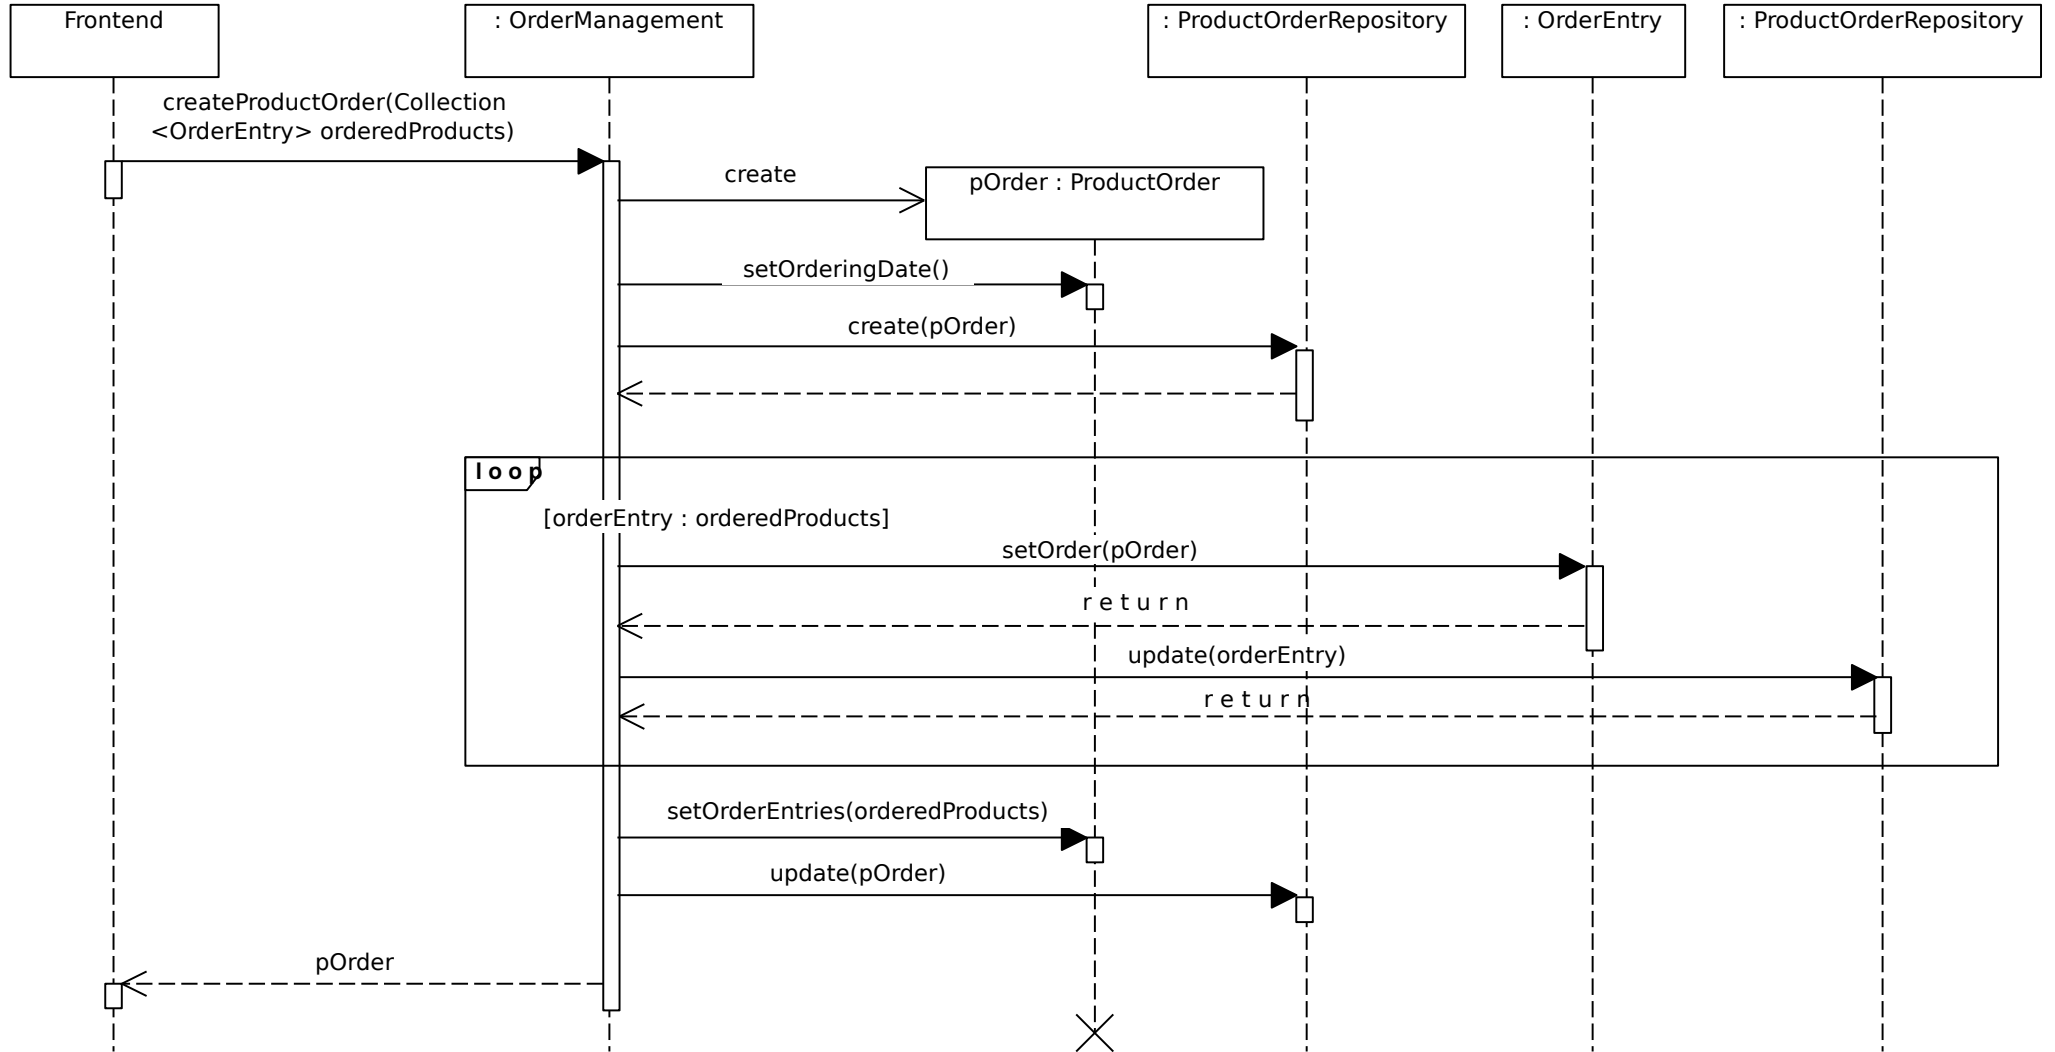 Frontend
: OrderManagement
: ProductOrderRepository
: OrderEntry
: ProductOrderRepository
createProductOrder(Collection
<OrderEntry> orderedProducts)
create
pOrder : ProductOrder
setOrderingDate()
create(pOrder)
loop
[orderEntry : orderedProducts]
setOrder(pOrder)
return
update(orderEntry)
return
setOrderEntries(orderedProducts)
update(pOrder)
pOrder